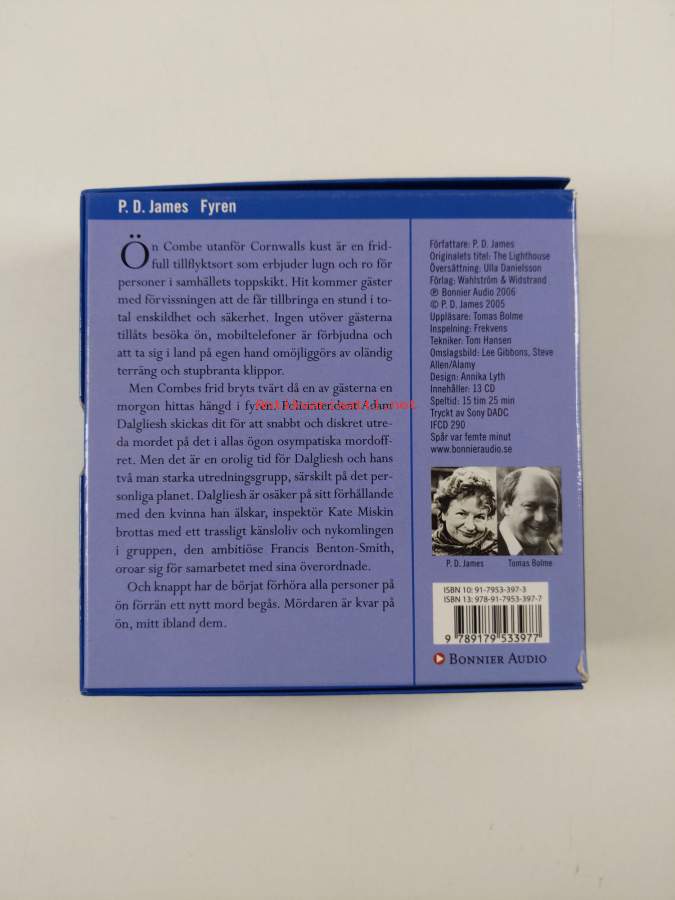 P. D. James Fyren
Ön Combe utanför Cornwalls kust är en frid-
full tillflyktsort som erbjuder lugn och ro för
personer i samhällets toppskikt. Hit kommer gäster
med förvissningen att de får tillbringa en stund i to-
tal enskildhet och säkerhet. Ingen utöver gästerna
tillåts besöka ön, mobiltelefoner är förbjudna och
att ta sig i land på egen hand omöjliggörs av oländig
terräng och stupbranta klippor.
Men Combes frid bryts tvärt då en av gästerna en
morgon hittas hängd i fyren. Polisintendent Adam
Dalgliesh skickas dit för att snabbt och diskret utre-
da mordet på det i allas ögon osympatiska mordoff-
ret. Men det är en orolig tid för Dalgliesh och hans
två man starka utredningsgrupp, särskilt på det per-
sonliga planet. Dalgliesh är osäker på sitt förhållande
med den kvinna han älskar, inspektör Kate Miskin
brottas med ett trassligt känsloliv och nykomlingen
i gruppen, den ambitiöse Francis Benton-Smith,
oroar sig för samarbetet med sina överordnade.
Och knappt har de börjat förhöra alla personer på
ön förrän ett nytt mord begås. Mördaren är kvar på
ön, mitt ibland dem.
Författare: P. D. James
Originalets titel: The Lighthouse
Översättning: Ulla Danielsson
Förlag: Wahlström & Widstrand
℗ Bonnier Audio 2006
© P. D. James 2005
Uppläsare: Tomas Bolme
Inspelning: Frekvens
Tekniker: Tom Hansen
Omslagsbild: Lee Gibbons, Steve
Allen/Alamy
Design: Annika Lyth
Innehåller: 13 CD
Speltid: 15 tim 25 min
Tryckt av Sony DADC
IFCD 290
Spår var femte minut
www.bonnieraudio.se
P. D. James Tomas Bolme
ISBN 10: 91-7953-397-3
ISBN 13: 978-91-7953-397-7
9 789179 533977
BONNIER AUDIO